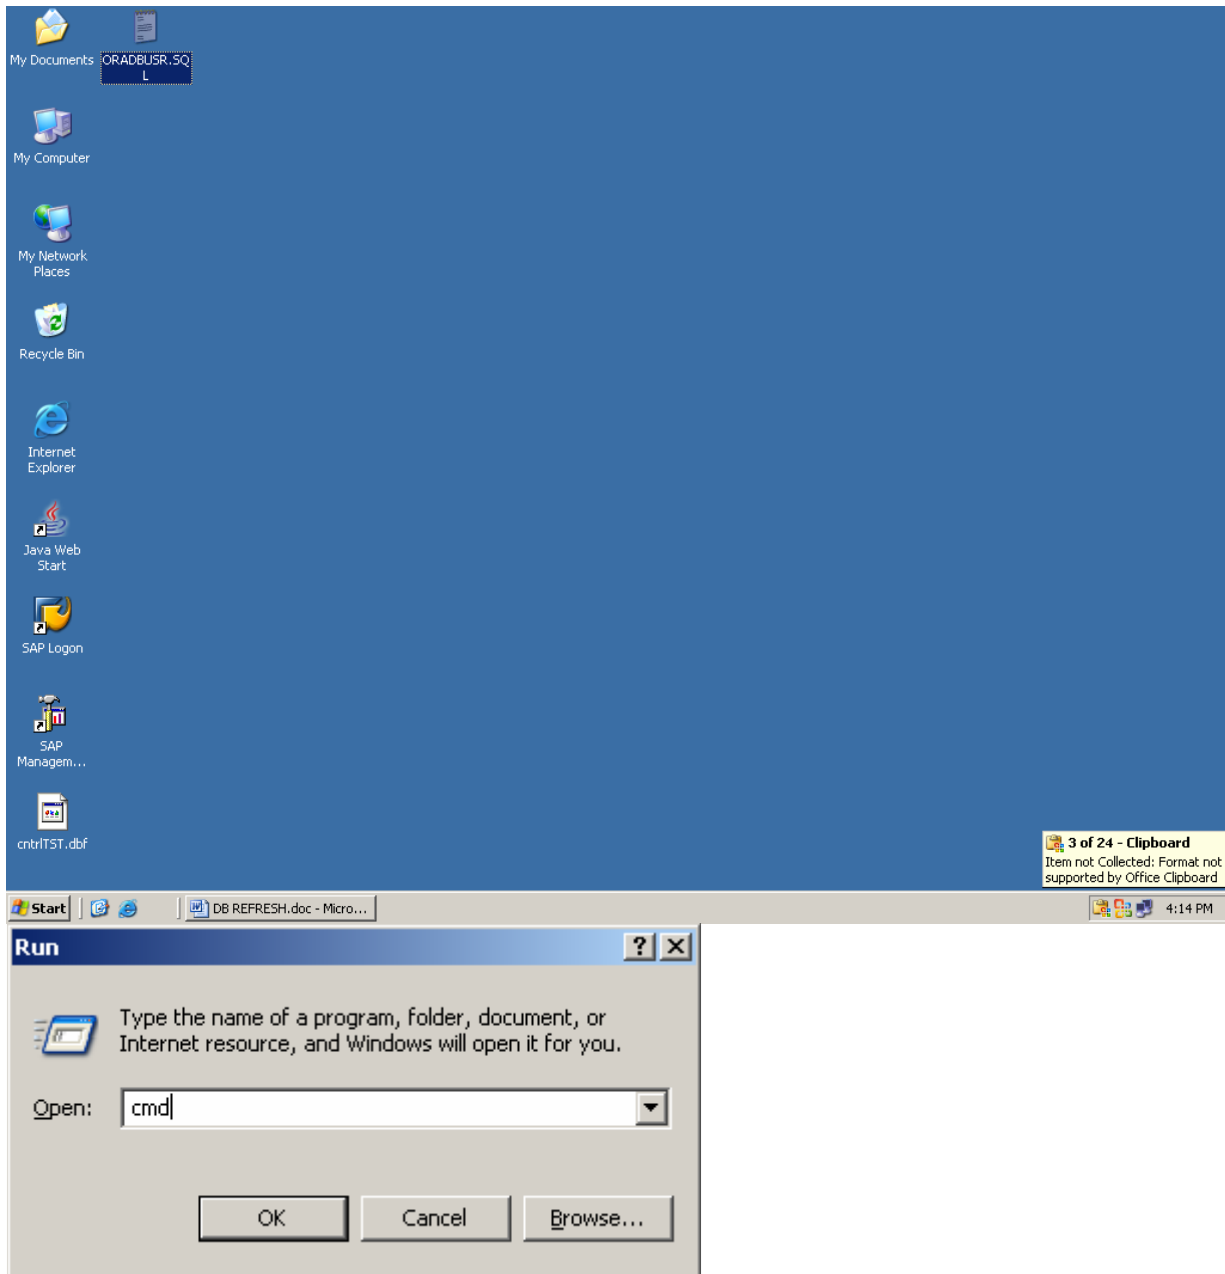 My Documents
ORADBUSR.SQ
L
My Computer
My Network
Places
Recycle Bin
Internet
Explorer
Java Web
Start
SAP Logon
SAP
Managem...
cntrlTST.dbf
3 of 24 - Clipboard
Item not Collected: Format not
supported by Office Clipboard
Start
DB REFRESH.doc - Micro...
4:14 PM
Run
Type the name of a program, folder, document, or
Internet resource, and Windows will open it for you.
Open:
cmd
OK
Cancel
Browse...